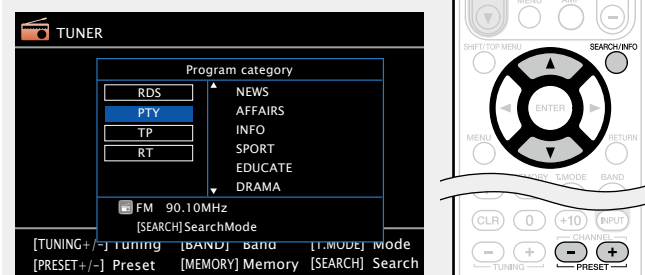 TUNER
Program category
RDS
PTY
TP
RT
NEWS
AFFAIRS
INFO
SPORT
EDUCATE
DRAMA
FM 90.10MHz
[SEARCH] SearchMode
[TUNING+/-] Tuning [BAND] Band [T.MODE] Mode
[PRESET+/-] Preset [MEMORY] Memory [SEARCH] Search
MENU AMP
SHIFT/TOP MENU SEARCH/INFO
ENTER
MENU RETURN
T.MODE BAND
CLR 0 +10 INPUT
CHANNEL
TUNING PRESET